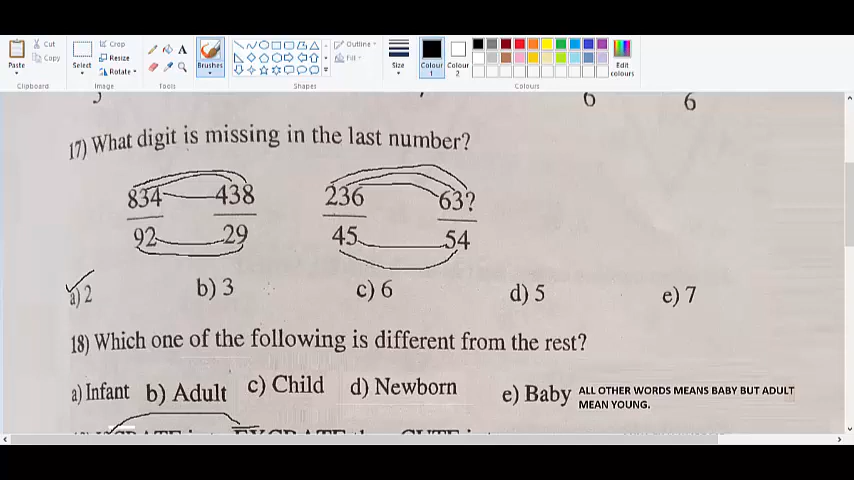 Cut
Copy
Paste
Clipboard
Select
Crop
Resize
Rotate
Image
A
Tools
Brushes
Shapes
Outline
Fill
Size
Colour 1
Colour 2
Colours
Edit colours
6
6
17) What digit is missing in the last number?
834 438 236 63?
92 29 45 54
a) 2 b) 3 c) 6 d) 5 e) 7
18) Which one of the following is different from the rest?
a) Infant b) Adult c) Child d) Newborn e) Baby ALL OTHER WORDS MEANS BABY BUT ADULT
MEAN YOUNG.